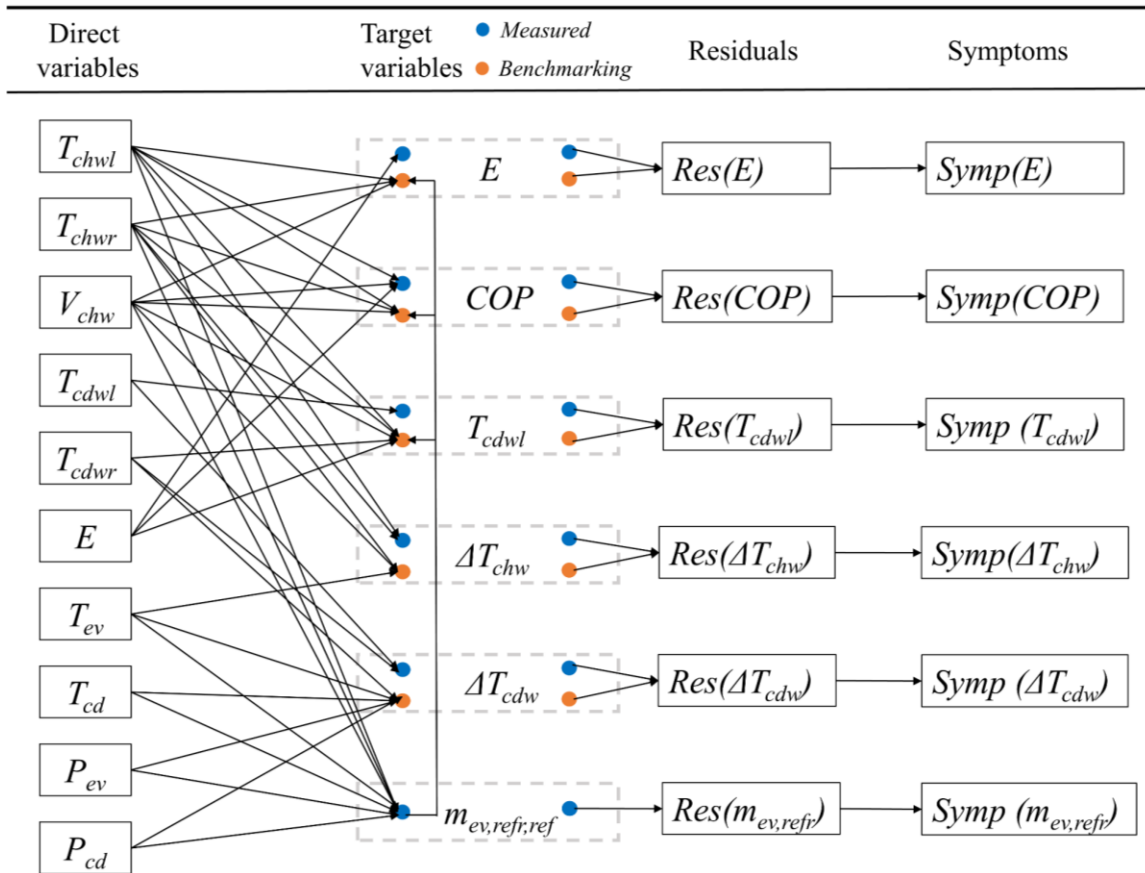 Direct variables
Target variables
Measured
Benchmarking
Residuals
Symptoms
T_chwl
T_chwr
V_chw
T_cdwl
T_cdwr
E
T_ev
T_cd
P_ev
P_cd
E
COP
T_cdwl
ΔT_chw
ΔT_cdw
m_ev,refr,ref
Res(E)
Res(COP)
Res(T_cdwl)
Res(ΔT_chw)
Res(ΔT_cdw)
Res(m_ev,refr)
Symp(E)
Symp(COP)
Symp (T_cdwl)
Symp(ΔT_chw)
Symp (ΔT_cdw)
Symp (m_ev,refr)